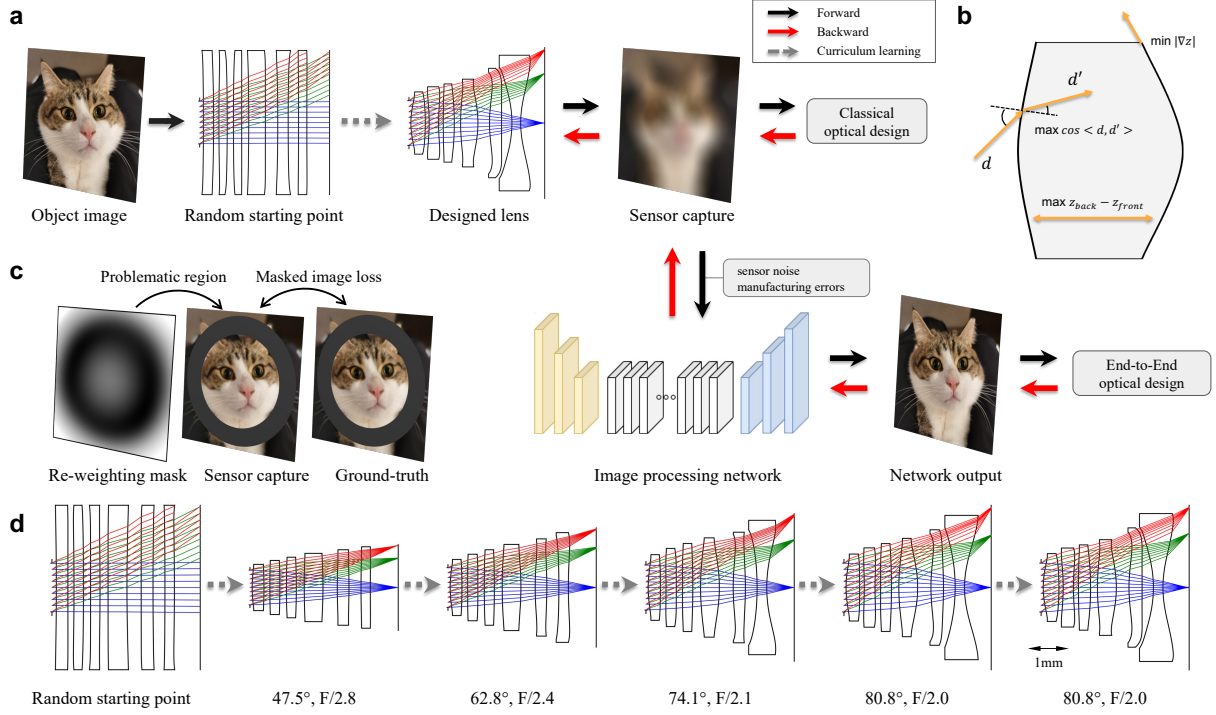 a
Object image
Random starting point
Designed lens
Sensor capture
Forward
Backward
Curriculum learning
Classical
optical design
b
min |∇z|
d′
max cos < d, d′ >
d
max z_back − z_front
c
Problematic region
Masked image loss
Re-weighting mask
Sensor capture
Ground-truth
sensor noise
manufacturing errors
Image processing network
Network output
End-to-End
optical design
d
1mm
Random starting point
47.5°, F/2.8
62.8°, F/2.4
74.1°, F/2.1
80.8°, F/2.0
80.8°, F/2.0